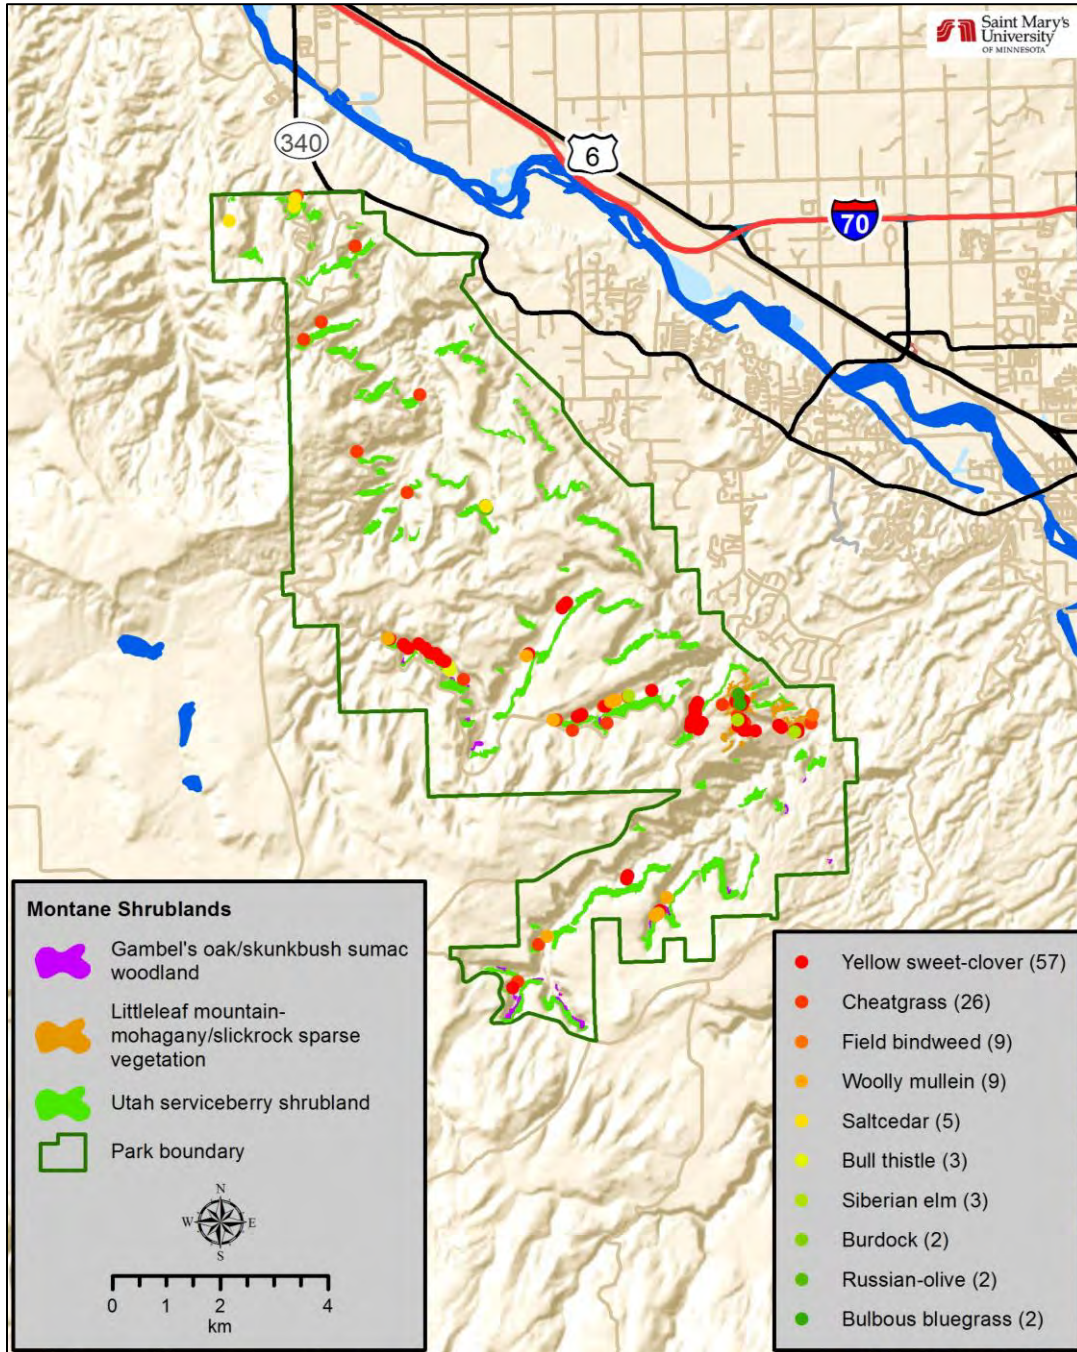 Saint Mary's
University
OF MINNESOTA
340
6
70
Montane Shrublands
Gambel's oak/skunkbush sumac
woodland
Littleleaf mountain-
mohagany/slickrock sparse
vegetation
Utah serviceberry shrubland
Park boundary
N
W E
S
0 1 2 4
km
Yellow sweet-clover (57)
Cheatgrass (26)
Field bindweed (9)
Woolly mullein (9)
Saltcedar (5)
Bull thistle (3)
Siberian elm (3)
Burdock (2)
Russian-olive (2)
Bulbous bluegrass (2)